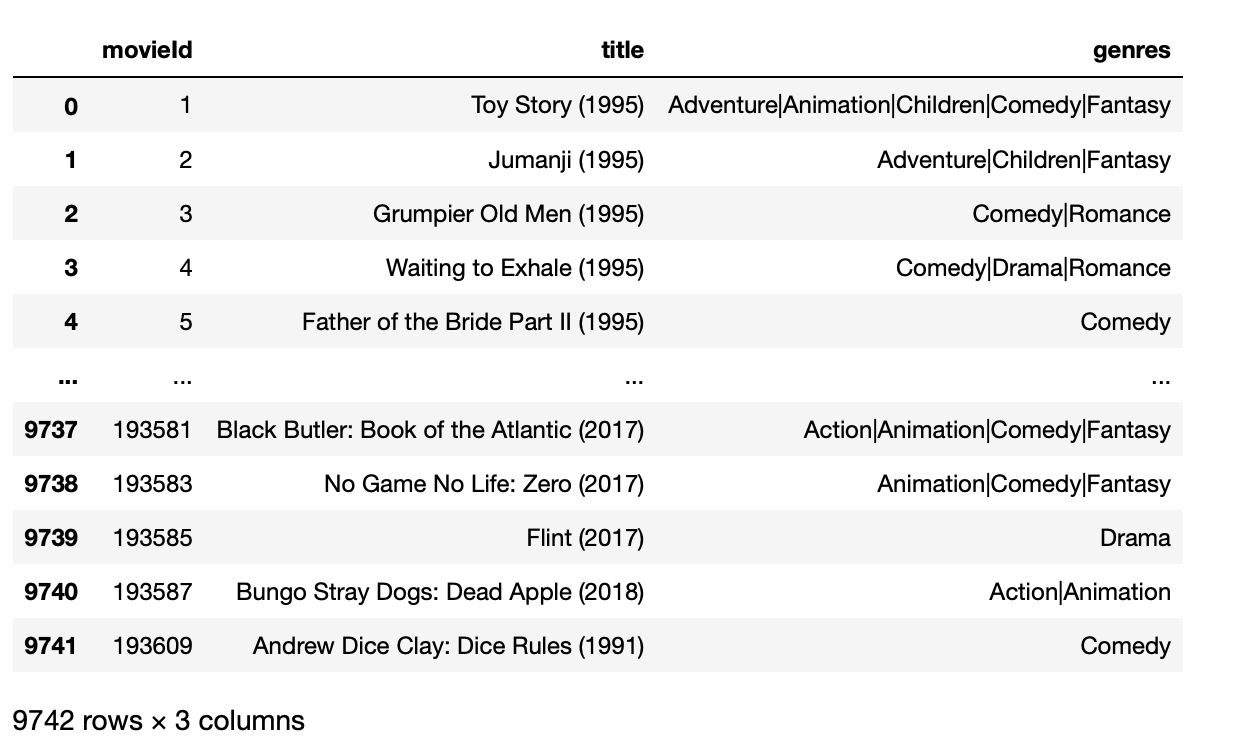 movieId title genres
0 1 Toy Story (1995) Adventure|Animation|Children|Comedy|Fantasy
1 2 Jumanji (1995) Adventure|Children|Fantasy
2 3 Grumpier Old Men (1995) Comedy|Romance
3 4 Waiting to Exhale (1995) Comedy|Drama|Romance
4 5 Father of the Bride Part II (1995) Comedy
... ... ... ...
9737 193581 Black Butler: Book of the Atlantic (2017) Action|Animation|Comedy|Fantasy
9738 193583 No Game No Life: Zero (2017) Animation|Comedy|Fantasy
9739 193585 Flint (2017) Drama
9740 193587 Bungo Stray Dogs: Dead Apple (2018) Action|Animation
9741 193609 Andrew Dice Clay: Dice Rules (1991) Comedy
9742 rows × 3 columns